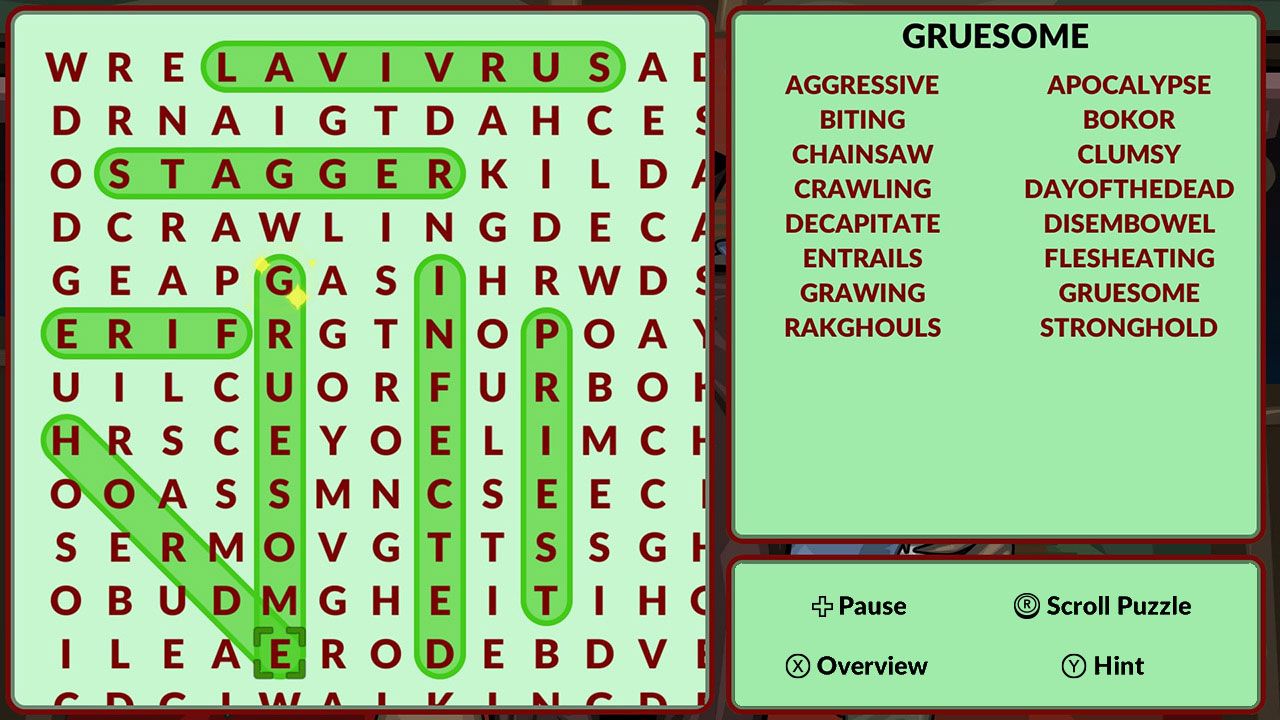 W R E L A V I V R U S A
D R N A I G T D A H C E
O S T A G G E R K I L D
D C R A W L I N G D E C
G E A P G A S I H R W D
E R I F R G T N O P O A
U I L C U O R F U R B O
H R S C E Y O E L I M C
O O A S S M N C S E E C
S E R M O V G T T S S G
O B U D M G H E I T I H
I L E A E R O D E B D V
GRUESOME
AGGRESSIVE APOCALYPSE
BITING BOKOR
CHAINSAW CLUMSY
CRAWLING DAYOFTHEDEAD
DECAPITATE DISEMBOWEL
ENTRAILS FLESHEATING
GRAWING GRUESOME
RAKGHOULS STRONGHOLD
Pause R Scroll Puzzle
X Overview Y Hint